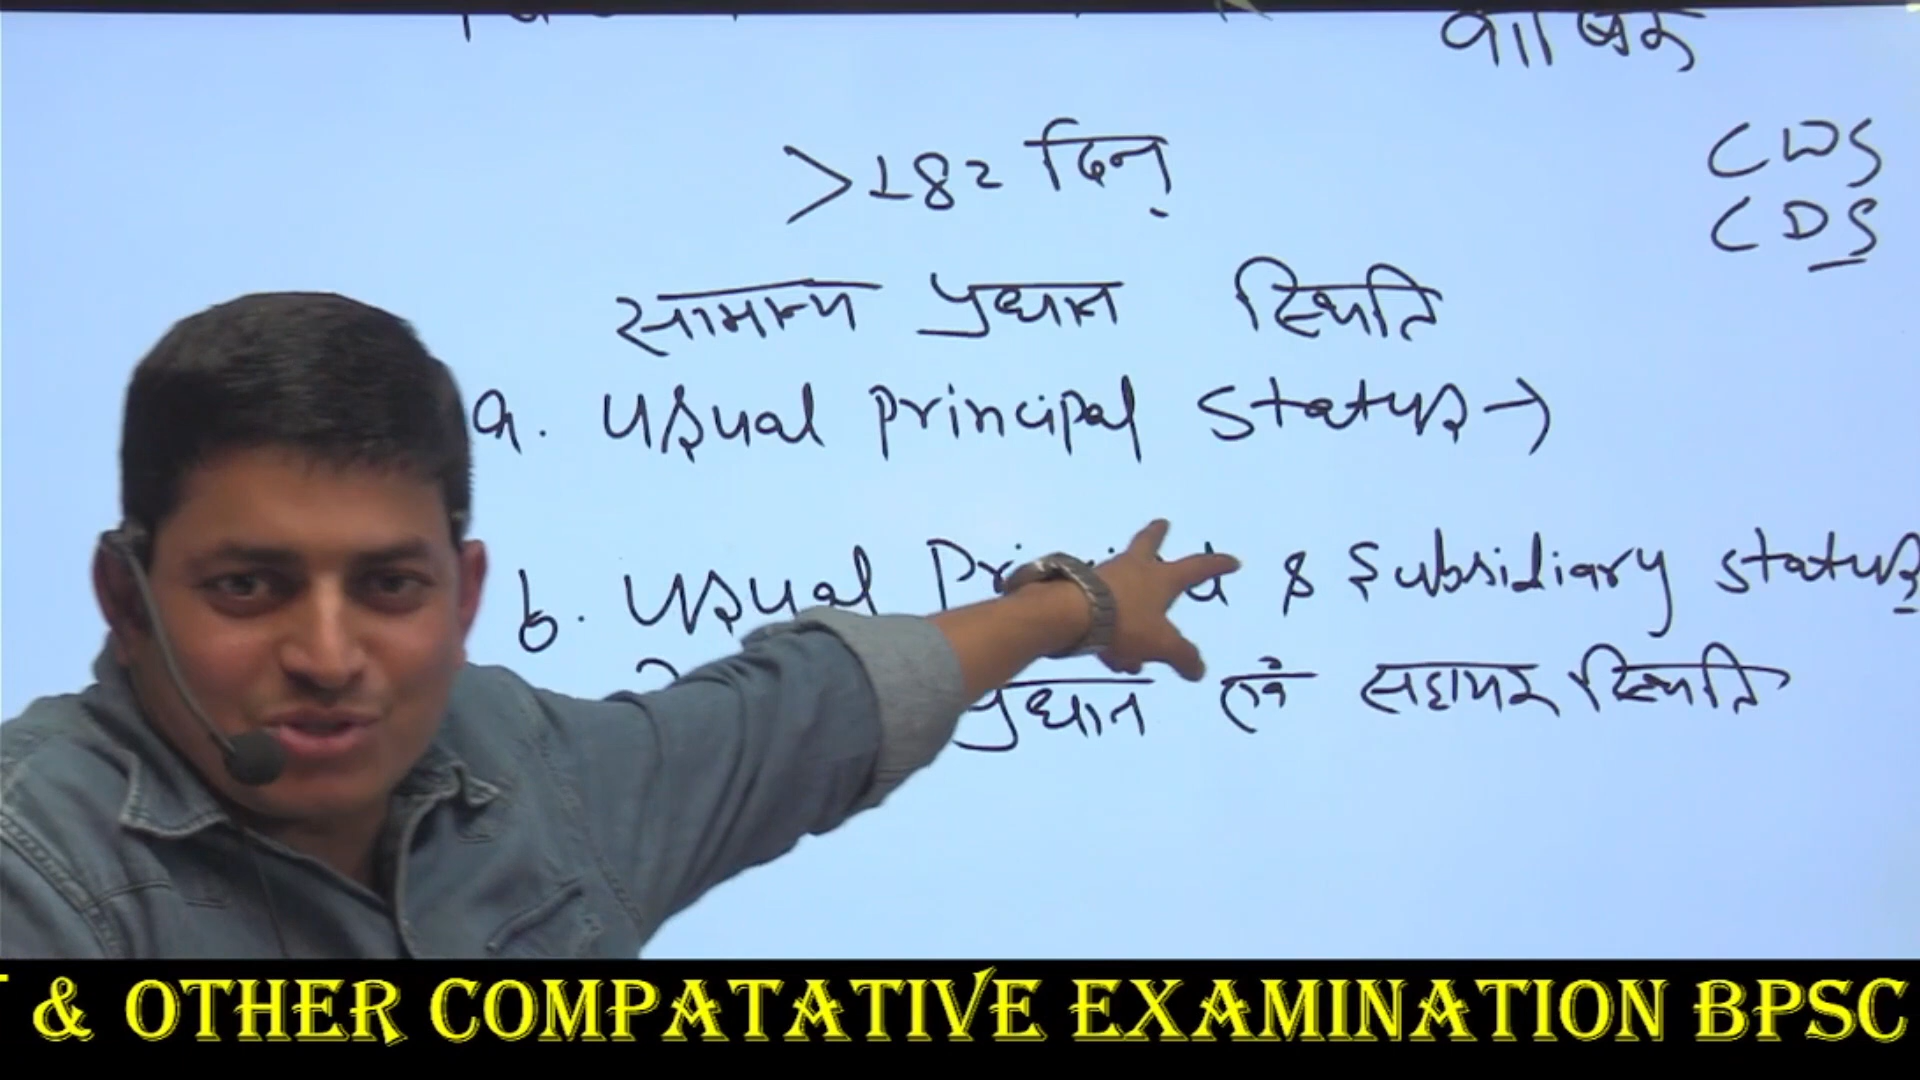 वार्षिक
>182 दिन
CWS
CDS
सामान्य प्रधान स्थिति
a. Usual principal status→
b. Usual & Subsidiary status
प्रधान एवं सहायक स्थिति
& OTHER COMPATATIVE EXAMINATION BPSC